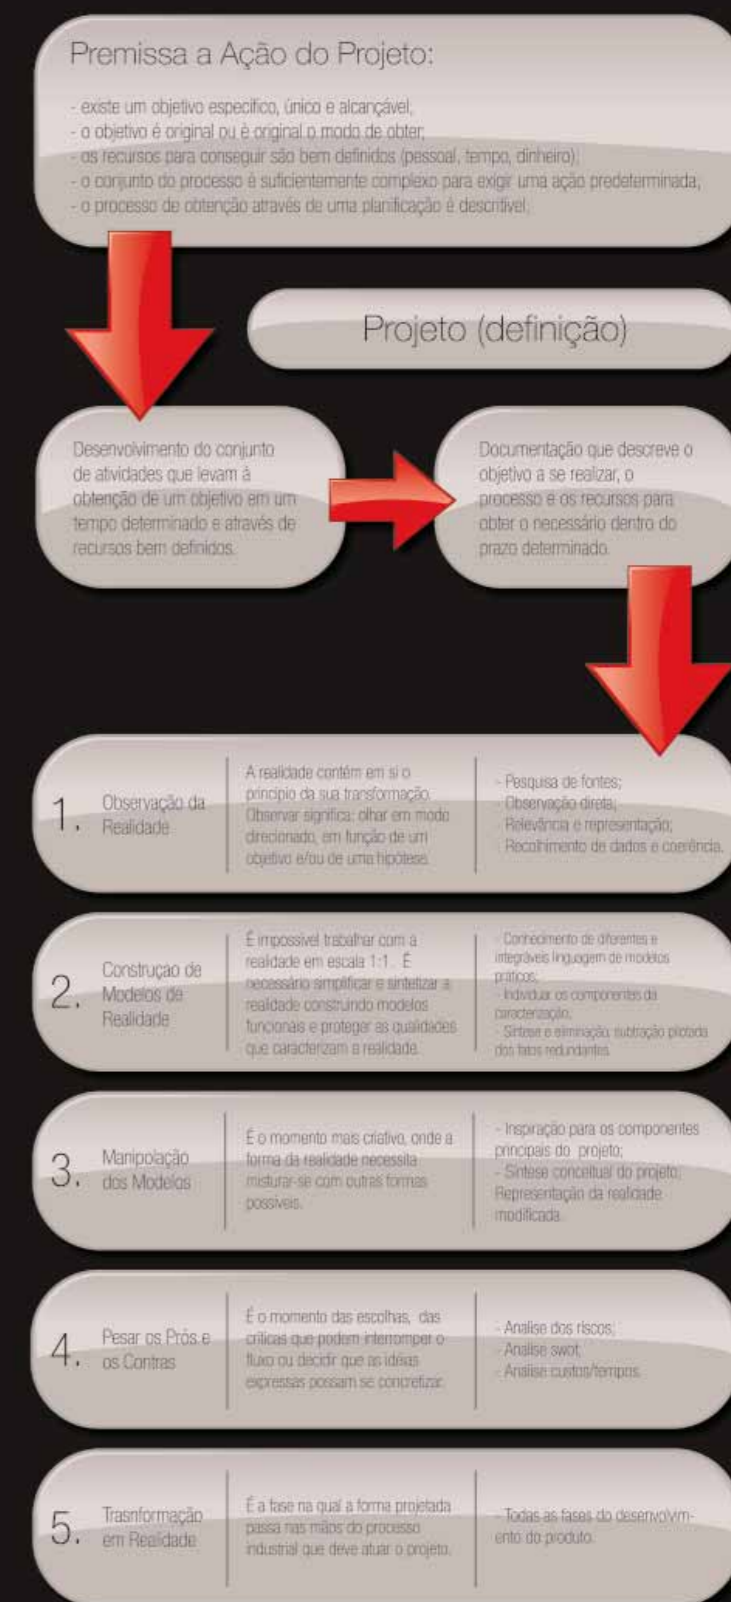 Premissa a Ação do Projeto:
- existe um objetivo específico, único e alcançável;
- o objetivo é original ou è original o modo de obter;
- os recursos para conseguir são bem definidos (pessoal, tempo, dinheiro);
- o conjunto do processo é suficientemente complexo para exigir uma ação predeterminada;
- o processo de obtenção através de uma planificação é descritível;
Projeto (definição)
Desenvolvimento do conjunto
de atividades que levam à
obtenção de um objetivo em um
tempo determinado e através de
recursos bem definidos.
Documentação que descreve o
objetivo a se realizar, o
processo e os recursos para
obter o necessário dentro do
prazo determinado.
1.
Observação da
Realidade
A realidade contém em si o
princípio da sua transformação.
Observar significa: olhar em modo
direcionado, em função de um
objetivo e/ou de uma hipótese.
- Pesquisa de fontes;
- Observação direta;
- Relevância e representação;
- Recolhimento de dados e coerência.
2.
Construçao de
Modelos de
Realidade
É impossível trabalhar com a
realidade em escala 1:1. É
necessário simplificar e sintetizar a
realidade construindo modelos
funcionais e proteger as qualidades
que caracterizam a realidade.
- Conhecimento de diferentes e
integráveis linguagem de modelos
práticos;
- Individuar os componentes da
caracterização;
- Síntese e eliminação, subtração pilotada
dos fatos redundantes.
3.
Manipolação
dos Modelos
É o momento mais criativo, onde a
forma da realidade necessita
misturar-se com outras formas
possíveis.
- Inspiração para os componentes
principais do projeto;
- Síntese conceitual do projeto;
Representação da realidade
modificada.
4.
Pesar os Prós e
os Contras
É o momento das escolhas, das
críticas que podem interromper o
fluxo ou decidir que as idéias
expressas possam se concretizar.
- Analise dos riscos;
- Analise swot;
- Analise custos/tempos.
5.
Trasnformação
em Realidade
É a fase na qual a forma projetada
passa nas mãos do processo
industrial que deve atuar o projeto.
- Todas as fases do desenvolvim-
ento do produto.